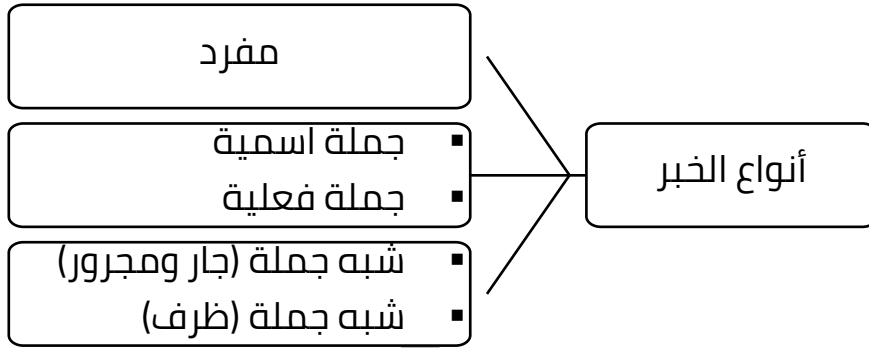 أنواع الخبر
مفرد
▪ جملة اسمية
▪ جملة فعلية
▪ شبه جملة (جار ومجرور)
▪ شبه جملة (ظرف)